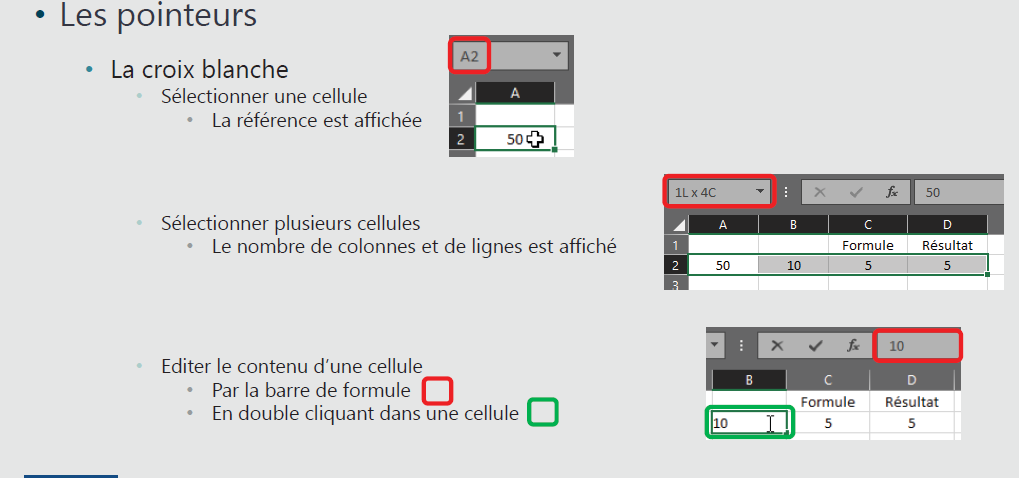 • Les pointeurs
• La croix blanche
• Sélectionner une cellule
• La référence est affichée
A2
A
1
2 50
• Sélectionner plusieurs cellules
• Le nombre de colonnes et de lignes est affiché
1L x 4C fx 50
A B C D
1 Formule Résultat
2 50 10 5 5
3
• Editer le contenu d’une cellule
• Par la barre de formule
• En double cliquant dans une cellule
fx 10
B C D
Formule Résultat
10 5 5